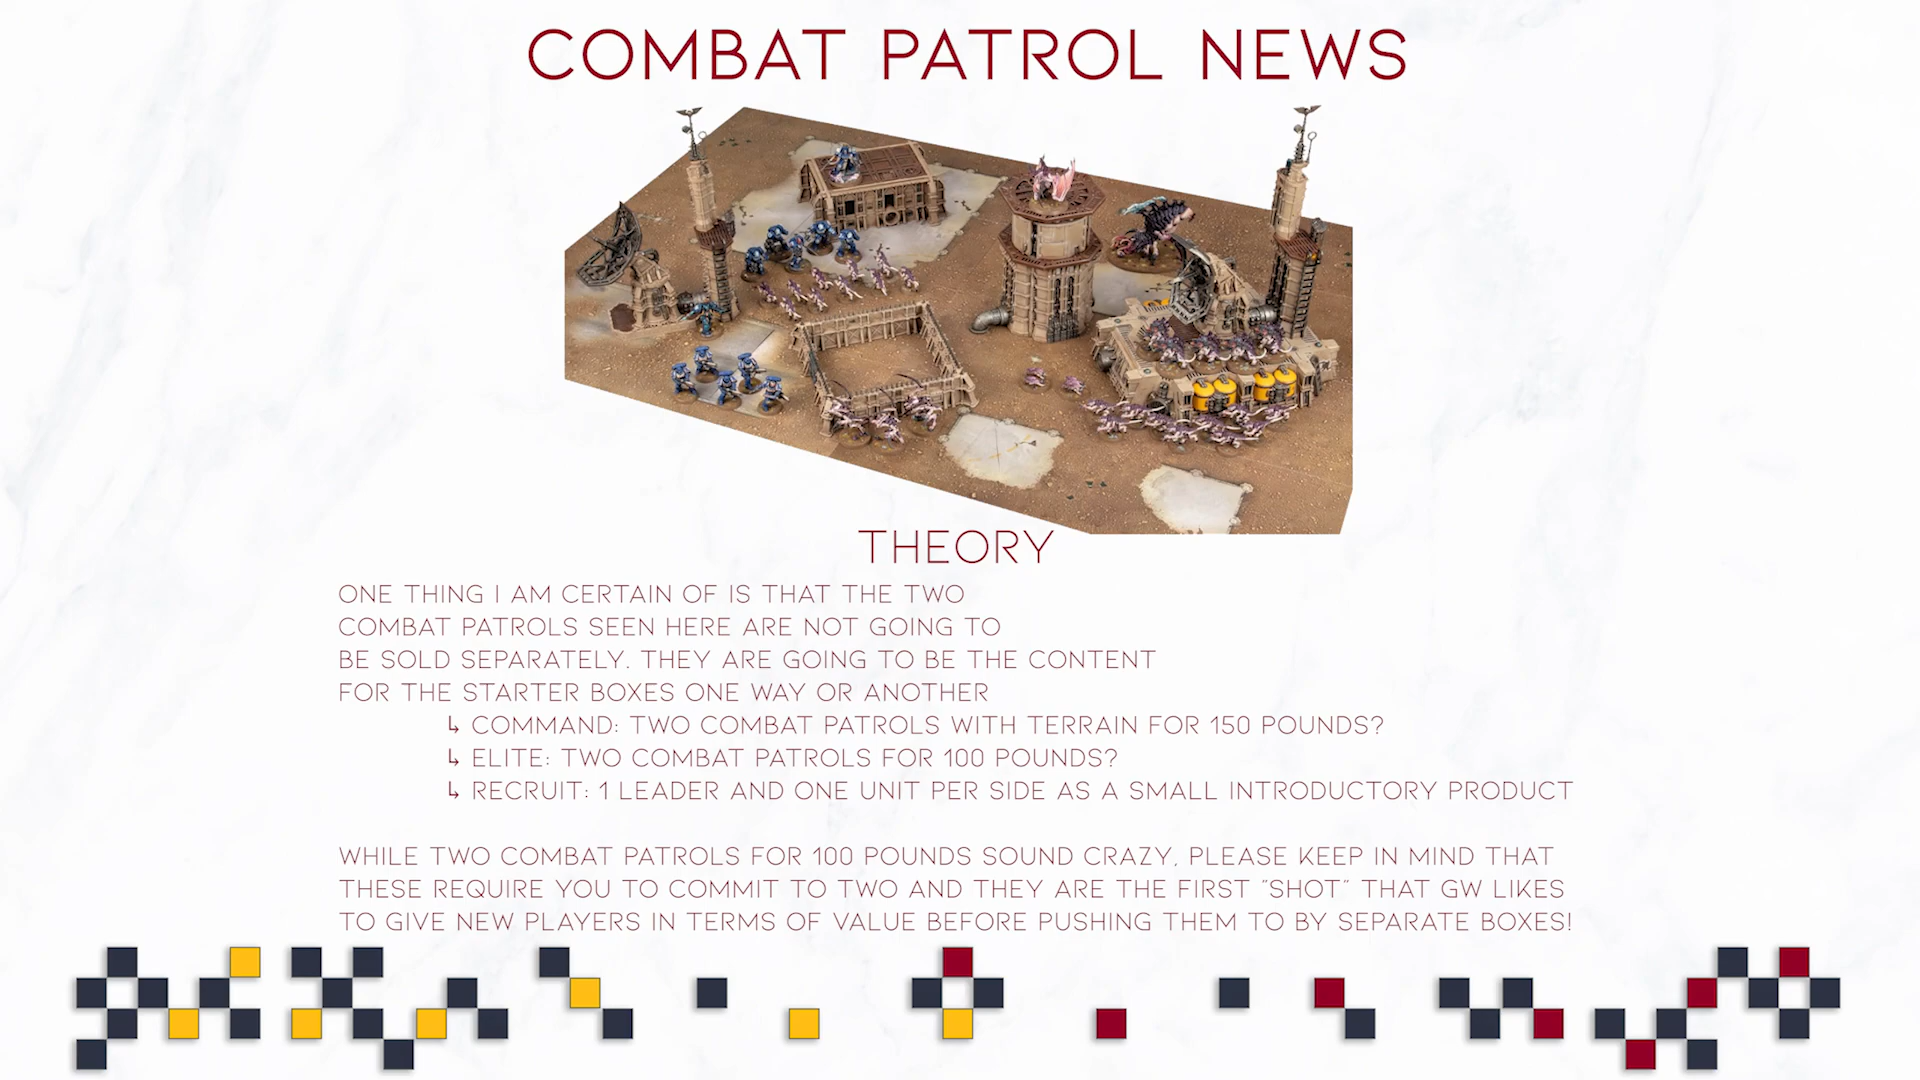 COMBAT PATROL NEWS
THEORY
ONE THING I AM CERTAIN OF IS THAT THE TWO
COMBAT PATROLS SEEN HERE ARE NOT GOING TO
BE SOLD SEPARATELY. THEY ARE GOING TO BE THE CONTENT
FOR THE STARTER BOXES ONE WAY OR ANOTHER
↳ COMMAND: TWO COMBAT PATROLS WITH TERRAIN FOR 150 POUNDS?
↳ ELITE: TWO COMBAT PATROLS FOR 100 POUNDS?
↳ RECRUIT: 1 LEADER AND ONE UNIT PER SIDE AS A SMALL INTRODUCTORY PRODUCT
WHILE TWO COMBAT PATROLS FOR 100 POUNDS SOUND CRAZY, PLEASE KEEP IN MIND THAT
THESE REQUIRE YOU TO COMMIT TO TWO AND THEY ARE THE FIRST "SHOT" THAT GW LIKES
TO GIVE NEW PLAYERS IN TERMS OF VALUE BEFORE PUSHING THEM TO BY SEPARATE BOXES!